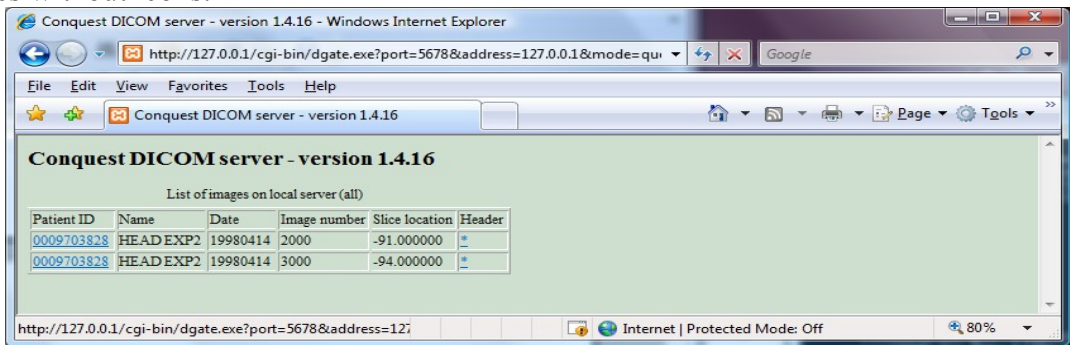 Conquest DICOM server - version 1.4.16 - Windows Internet Explorer
http://127.0.0.1/cgi-bin/dgate.exe?port=5678&address=127.0.0.1&mode=que Google
File Edit View Favorites Tools Help
Conquest DICOM server - version 1.4.16 Page Tools
Conquest DICOM server - version 1.4.16
List of images on local server (all)
Patient ID Name Date Image number Slice location Header
0009703828 HEAD EXP2 19980414 2000 -91.000000 *
0009703828 HEAD EXP2 19980414 3000 -94.000000 *
http://127.0.0.1/cgi-bin/dgate.exe?port=5678&address=127 Internet | Protected Mode: Off 80%